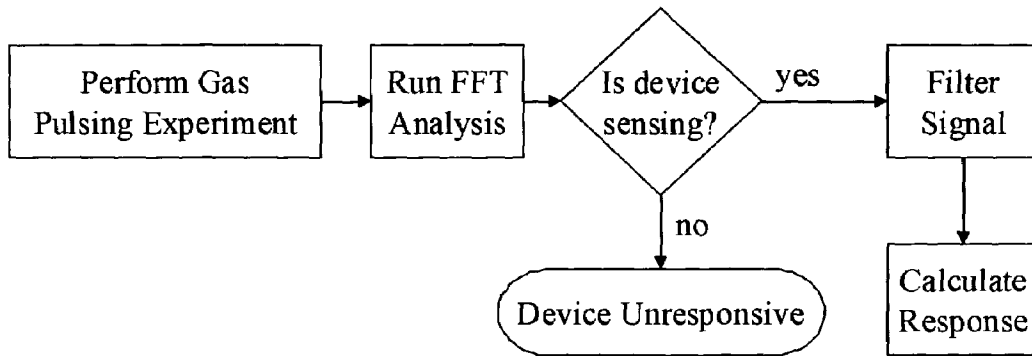 Perform Gas
Pulsing Experiment
Run FFT
Analysis
Is device
sensing?
yes
Filter
Signal
no
Device Unresponsive
Calculate
Response